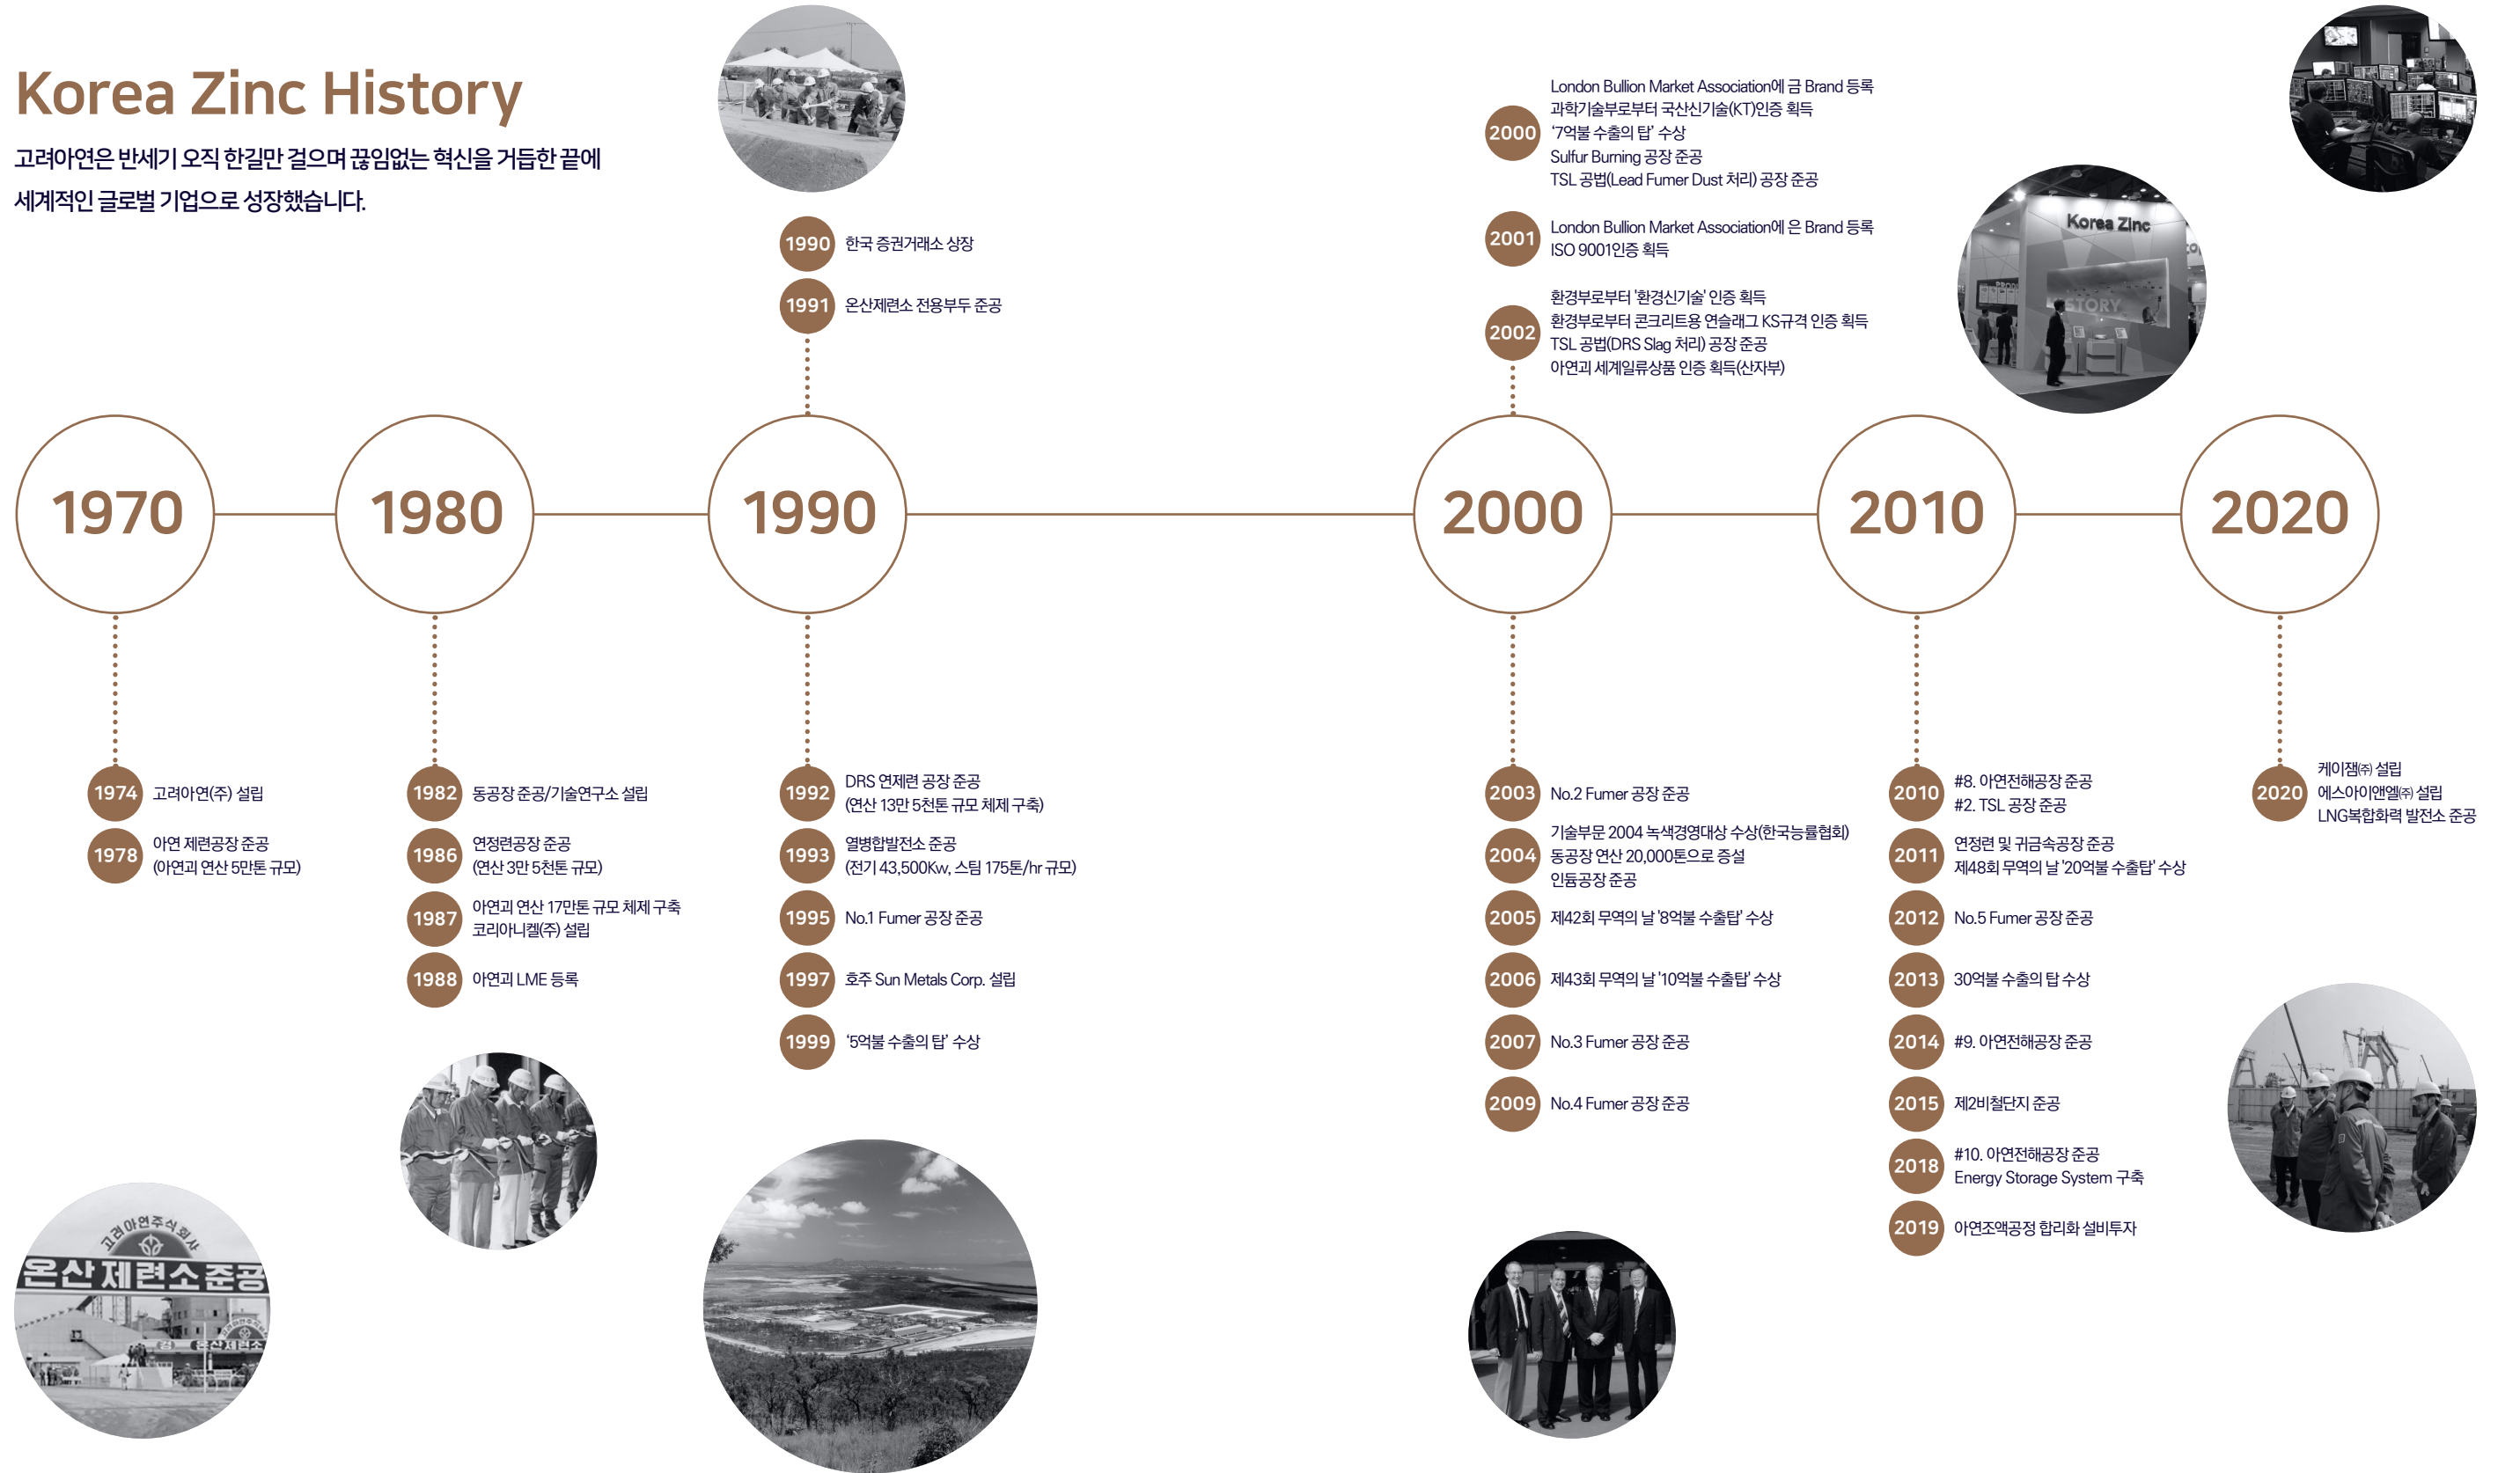 Korea Zinc History
고려아연은 반세기 오직 한길만 걸으며 끊임없는 혁신을 거듭한 끝에
세계적인 글로벌 기업으로 성장했습니다.
1970
1974
고려아연(주) 설립
1978
아연 제련공장 준공
(아연괴 연산 5만톤 규모)
고려아연주식회사
온산제련소준공
온산제련소
1980
1982
동공장 준공/기술연구소 설립
1986
연정련공장 준공
(연산 3만 5천톤 규모)
1987
아연괴 연산 17만톤 규모 체제 구축
코리아니켈(주) 설립
1988
아연괴 LME 등록
1990
1990
한국 증권거래소 상장
1991
온산제련소 전용부두 준공
1992
DRS 연제련 공장 준공
(연산 13만 5천톤 규모 체제 구축)
1993
열병합발전소 준공
(전기 43,500Kw, 스팀 175톤/hr 규모)
1995
No.1 Fumer 공장 준공
1997
호주 Sun Metals Corp. 설립
1999
‘5억불 수출의 탑’ 수상
2000
2000
London Bullion Market Association에 금 Brand 등록
과학기술부로부터 국산신기술(KT)인증 획득
‘7억불 수출의 탑’ 수상
Sulfur Burning 공장 준공
TSL 공법(Lead Fumer Dust 처리) 공장 준공
2001
London Bullion Market Association에 은 Brand 등록
ISO 9001인증 획득
2002
환경부로부터 '환경신기술' 인증 획득
환경부로부터 콘크리트용 연슬래그 KS규격 인증 획득
TSL 공법(DRS Slag 처리) 공장 준공
아연괴 세계일류상품 인증 획득(산자부)
2003
No.2 Fumer 공장 준공
2004
기술부문 2004 녹색경영대상 수상(한국능률협회)
동공장 연산 20,000톤으로 증설
인듐공장 준공
2005
제42회 무역의 날 '8억불 수출탑' 수상
2006
제43회 무역의 날 '10억불 수출탑' 수상
2007
No.3 Fumer 공장 준공
2009
No.4 Fumer 공장 준공
2010
Korea Zinc
HISTORY
2010
#8. 아연전해공장 준공
#2. TSL 공장 준공
2011
연정련 및 귀금속공장 준공
제48회 무역의 날 '20억불 수출탑' 수상
2012
No.5 Fumer 공장 준공
2013
30억불 수출의 탑 수상
2014
#9. 아연전해공장 준공
2015
제2비철단지 준공
2018
#10. 아연전해공장 준공
Energy Storage System 구축
2019
아연조액공정 합리화 설비투자
2020
2020
케이잼㈜ 설립
에스아이앤엘㈜ 설립
LNG복합화력 발전소 준공